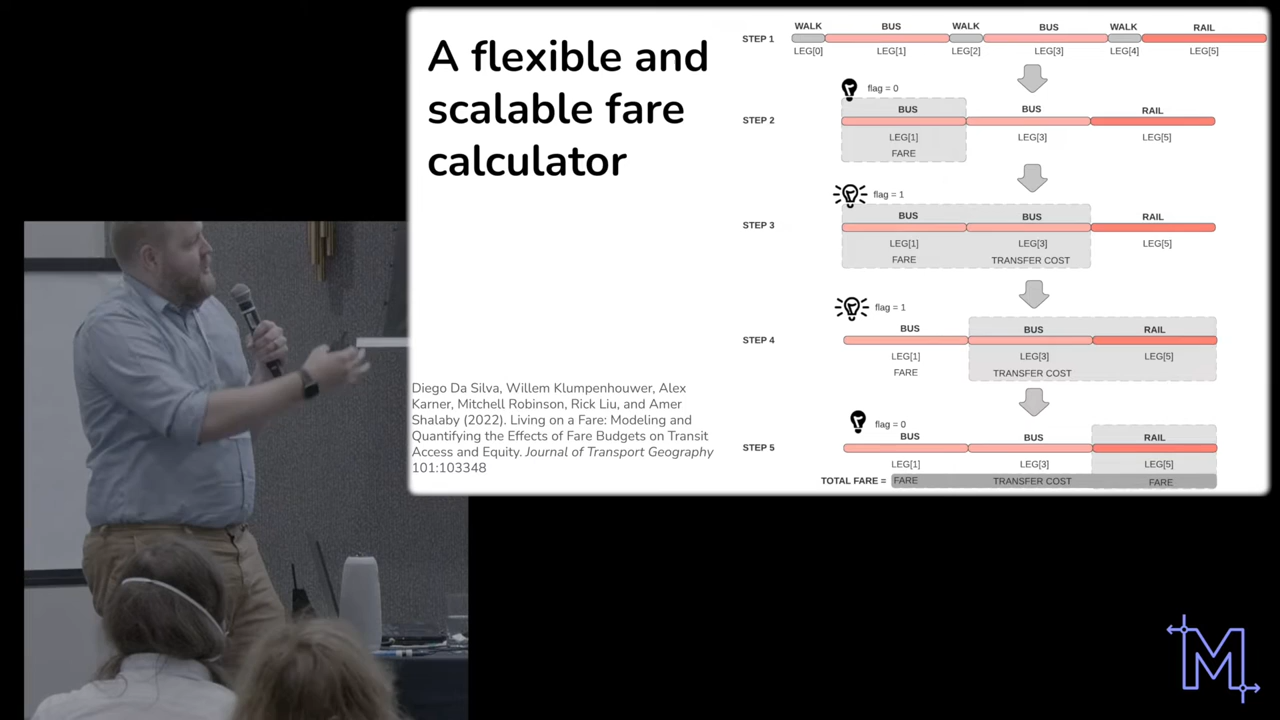 A flexible and
scalable fare
calculator
Diego Da Silva, Willem Klumpenhouwer, Alex
Karner, Mitchell Robinson, Rick Liu, and Amer
Shalaby (2022). Living on a Fare: Modeling and
Quantifying the Effects of Fare Budgets on Transit
Access and Equity. Journal of Transport Geography
101:103348
WALK BUS WALK BUS WALK RAIL
STEP 1
LEG[0] LEG[1] LEG[2] LEG[3] LEG[4] LEG[5]
flag = 0
BUS BUS RAIL
STEP 2
LEG[1] LEG[3] LEG[5]
FARE
flag = 1
BUS BUS RAIL
STEP 3
LEG[1] LEG[3] LEG[5]
FARE TRANSFER COST
flag = 1
BUS BUS RAIL
STEP 4
LEG[1] LEG[3] LEG[5]
FARE TRANSFER COST
flag = 0
BUS BUS RAIL
STEP 5
LEG[1] LEG[3] LEG[5]
TOTAL FARE = FARE TRANSFER COST FARE
M